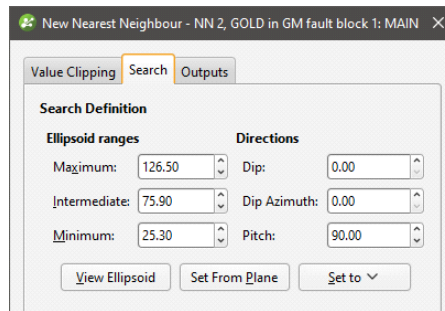 New Nearest Neighbour - NN 2, GOLD in GM fault block 1: MAIN
Value Clipping Search Outputs
Search Definition
Ellipsoid ranges Directions
Maximum: 126.50 Dip: 0.00
Intermediate: 75.90 Dip Azimuth: 0.00
Minimum: 25.30 Pitch: 90.00
View Ellipsoid Set From Plane Set to